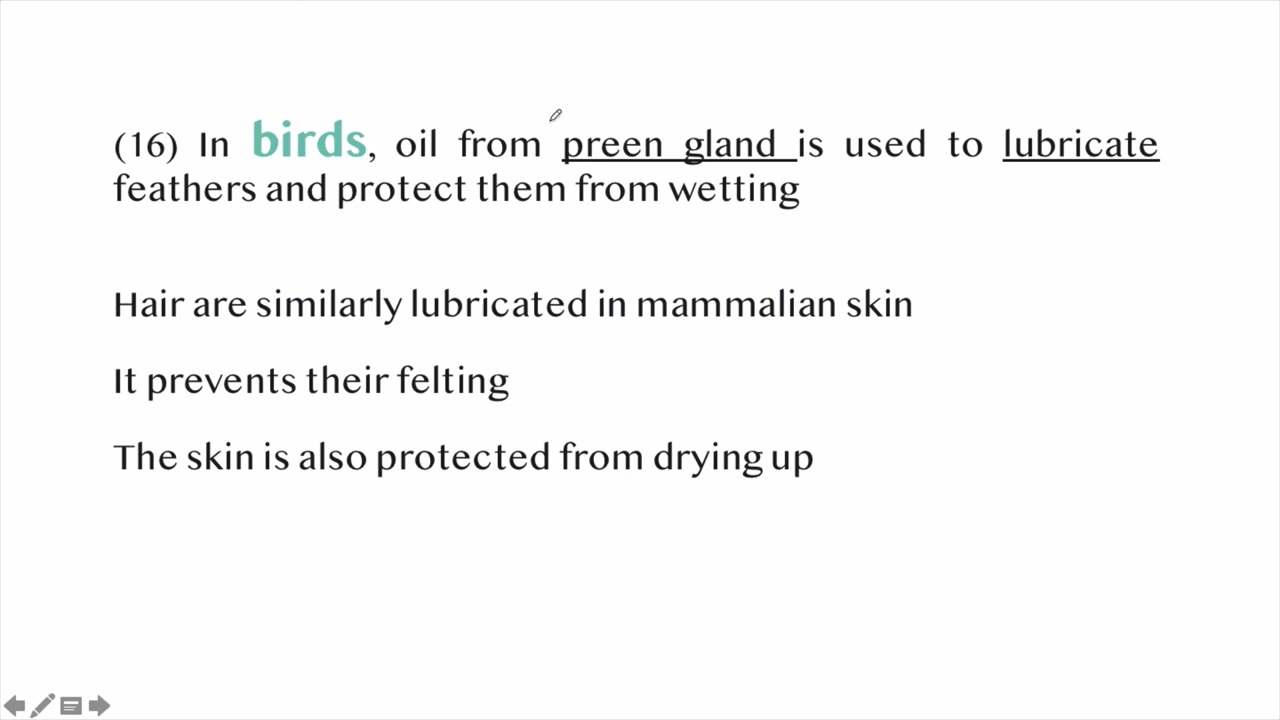 (16) In birds, oil from preen gland is used to lubricate
feathers and protect them from wetting
Hair are similarly lubricated in mammalian skin
It prevents their felting
The skin is also protected from drying up